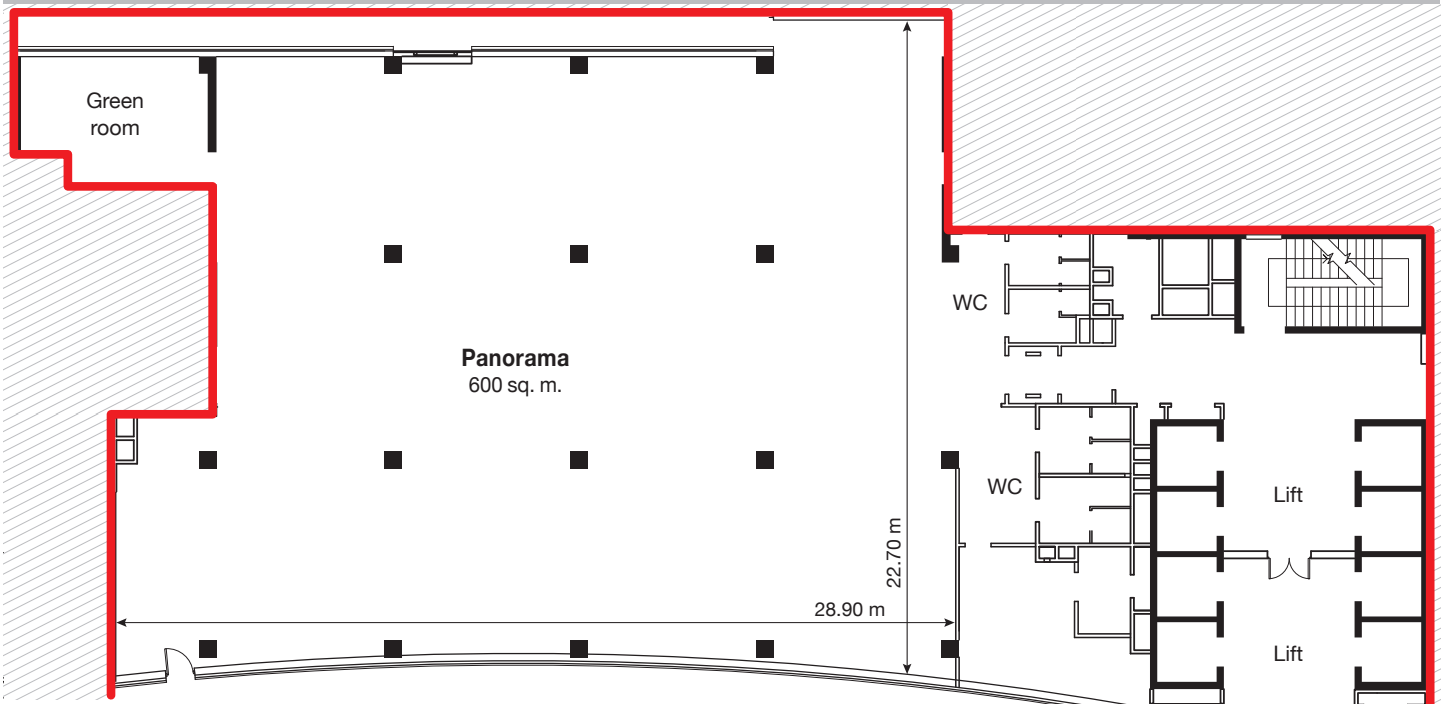 Green
room
WC
Panorama
600 sq. m.
WC
Lift
22.70 m
28.90 m
Lift